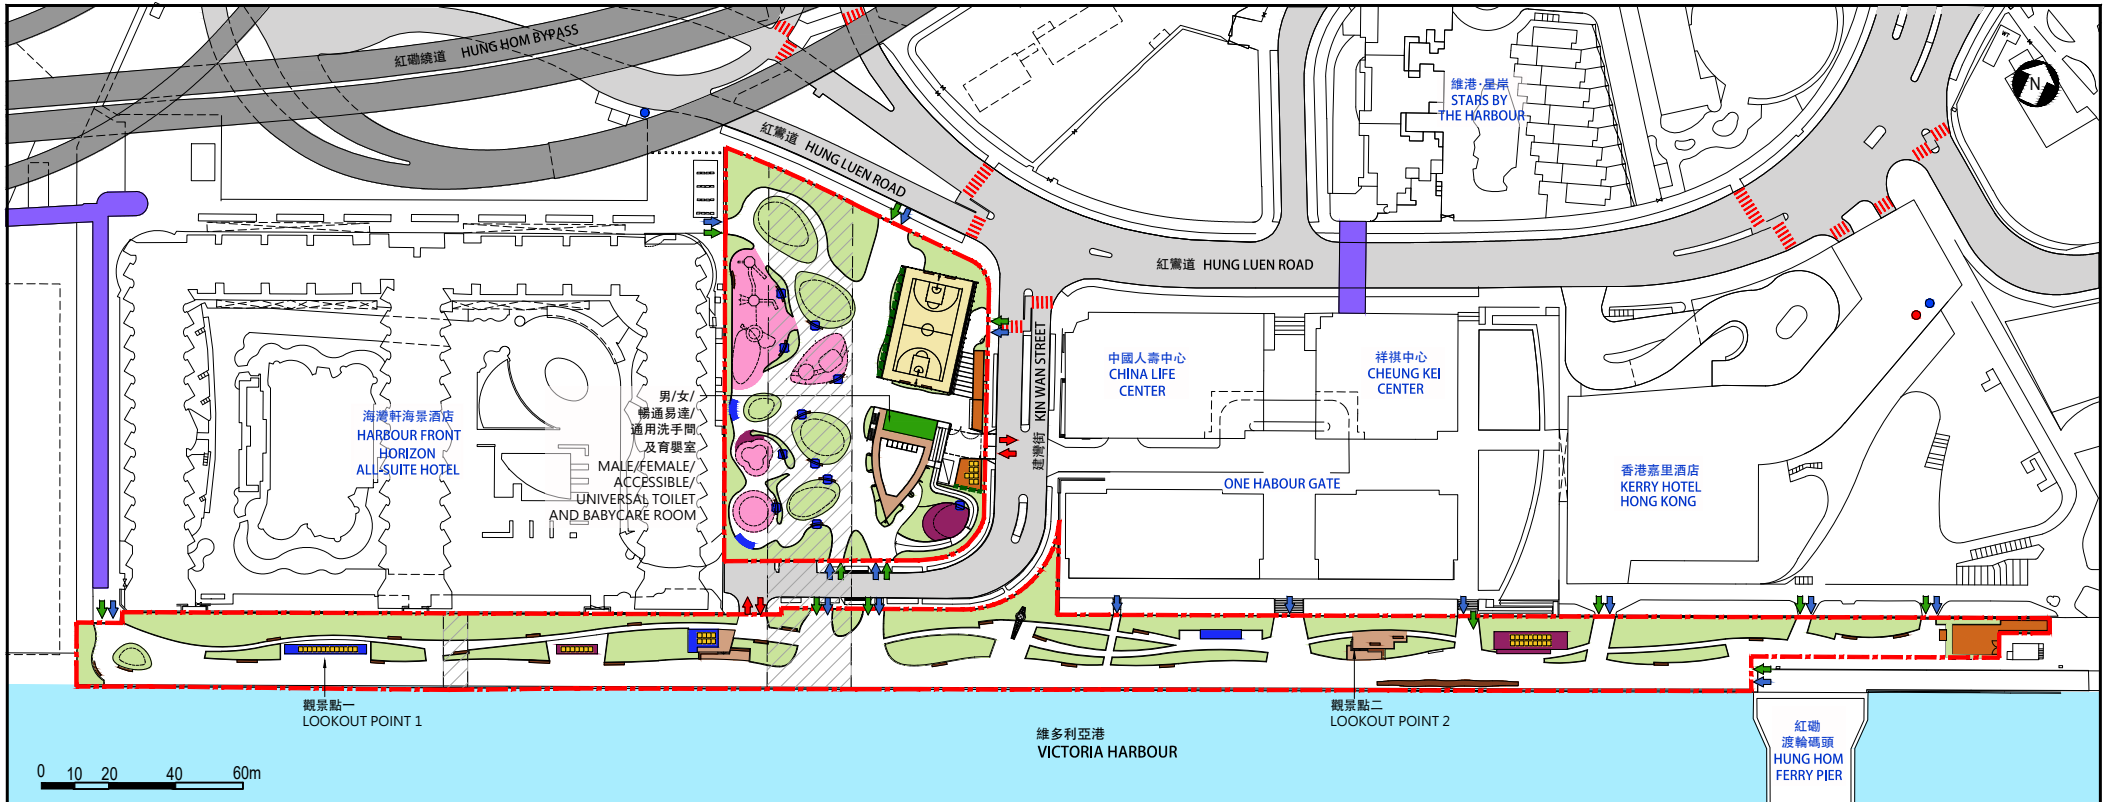 紅磡繞道 HUNG HOM BYPASS
紅鸞道 HUNG LUEN ROAD
維港·星岸
STARS BY
THE HARBOUR
N
紅鸞道 HUNG LUEN ROAD
建灣街 KIN WAN STREET
中國人壽中心
CHINA LIFE
CENTER
祥祺中心
CHEUNG KEI
CENTER
海灣軒海景酒店
HARBOUR FRONT
HORIZON
ALL-SUITE HOTEL
男/女/
暢通易達/
通用洗手間
及育嬰室
MALE/FEMALE/
ACCESSIBLE/
UNIVERSAL TOILET
AND BABYCARE ROOM
ONE HABOUR GATE
香港嘉里酒店
KERRY HOTEL
HONG KONG
觀景點一
LOOKOUT POINT 1
觀景點二
LOOKOUT POINT 2
維多利亞港
VICTORIA HARBOUR
紅磡
渡輪碼頭
HUNG HOM
FERRY PIER
0 10 20 40 60m